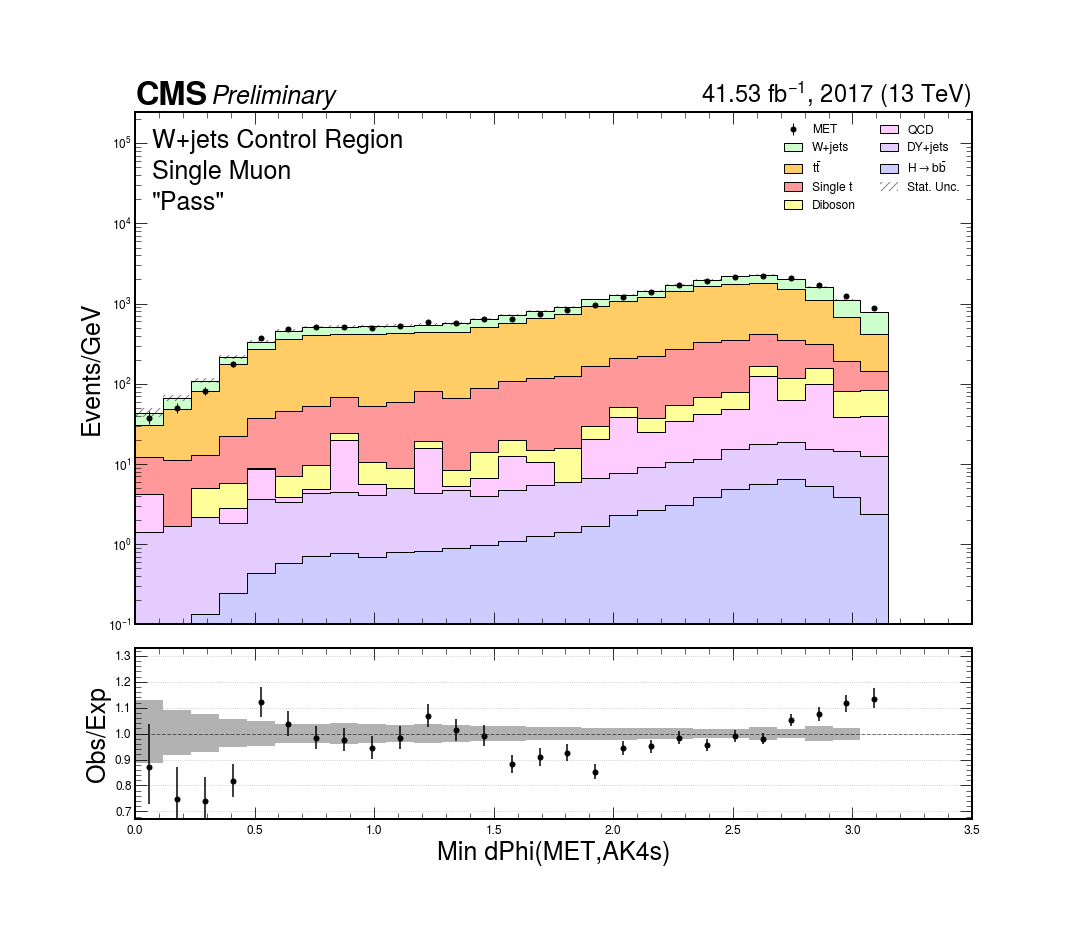 CMS Preliminary
41.53 fb⁻¹, 2017 (13 TeV)
W+jets Control Region
Single Muon
"Pass"
MET
W+jets
tt̄
Single t
Diboson
QCD
DY+jets
H→bb̄
Stat. Unc.
Events/GeV
10⁵
10⁴
10³
10²
10¹
10⁰
10⁻¹
Obs/Exp
1.3
1.2
1.1
1.0
0.9
0.8
0.7
0.0 0.5 1.0 1.5 2.0 2.5 3.0 3.5
Min dPhi(MET,AK4s)